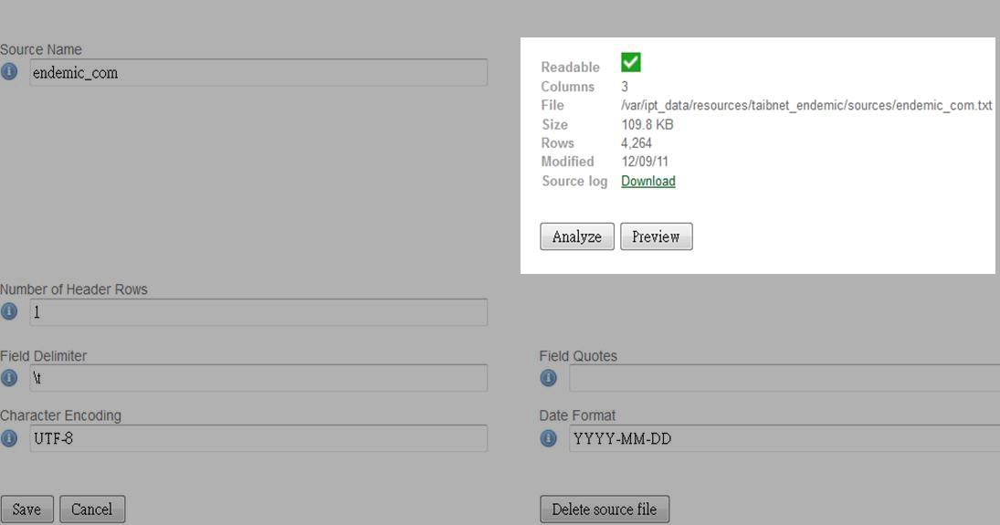 Source Name
endemic_com
Readable
Columns 3
File /var/ipt_data/resources/taibnet_endemic/sources/endemic_com.txt
Size 109.8 KB
Rows 4,264
Modified 12/09/11
Source log Download
Analyze Preview
Number of Header Rows
1
Field Delimiter
\t
Field Quotes
Character Encoding
UTF-8
Date Format
YYYY-MM-DD
Save Cancel
Delete source file